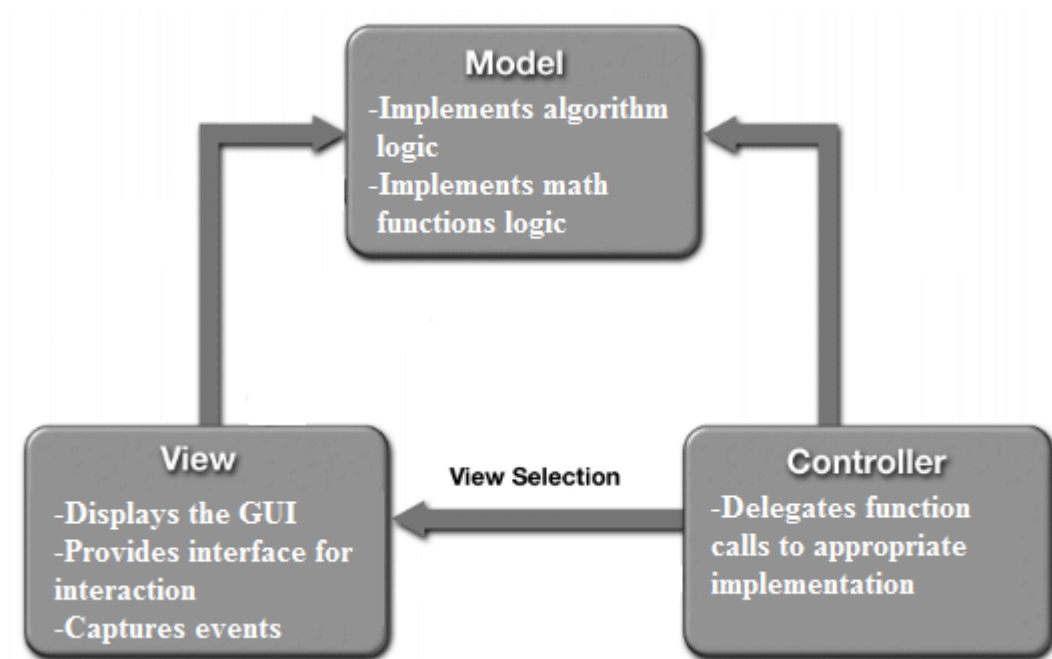 Model
-Implements algorithm
logic
-Implements math
functions logic
View
-Displays the GUI
-Provides interface for
interaction
-Captures events
View Selection
Controller
-Delegates function
calls to appropriate
implementation